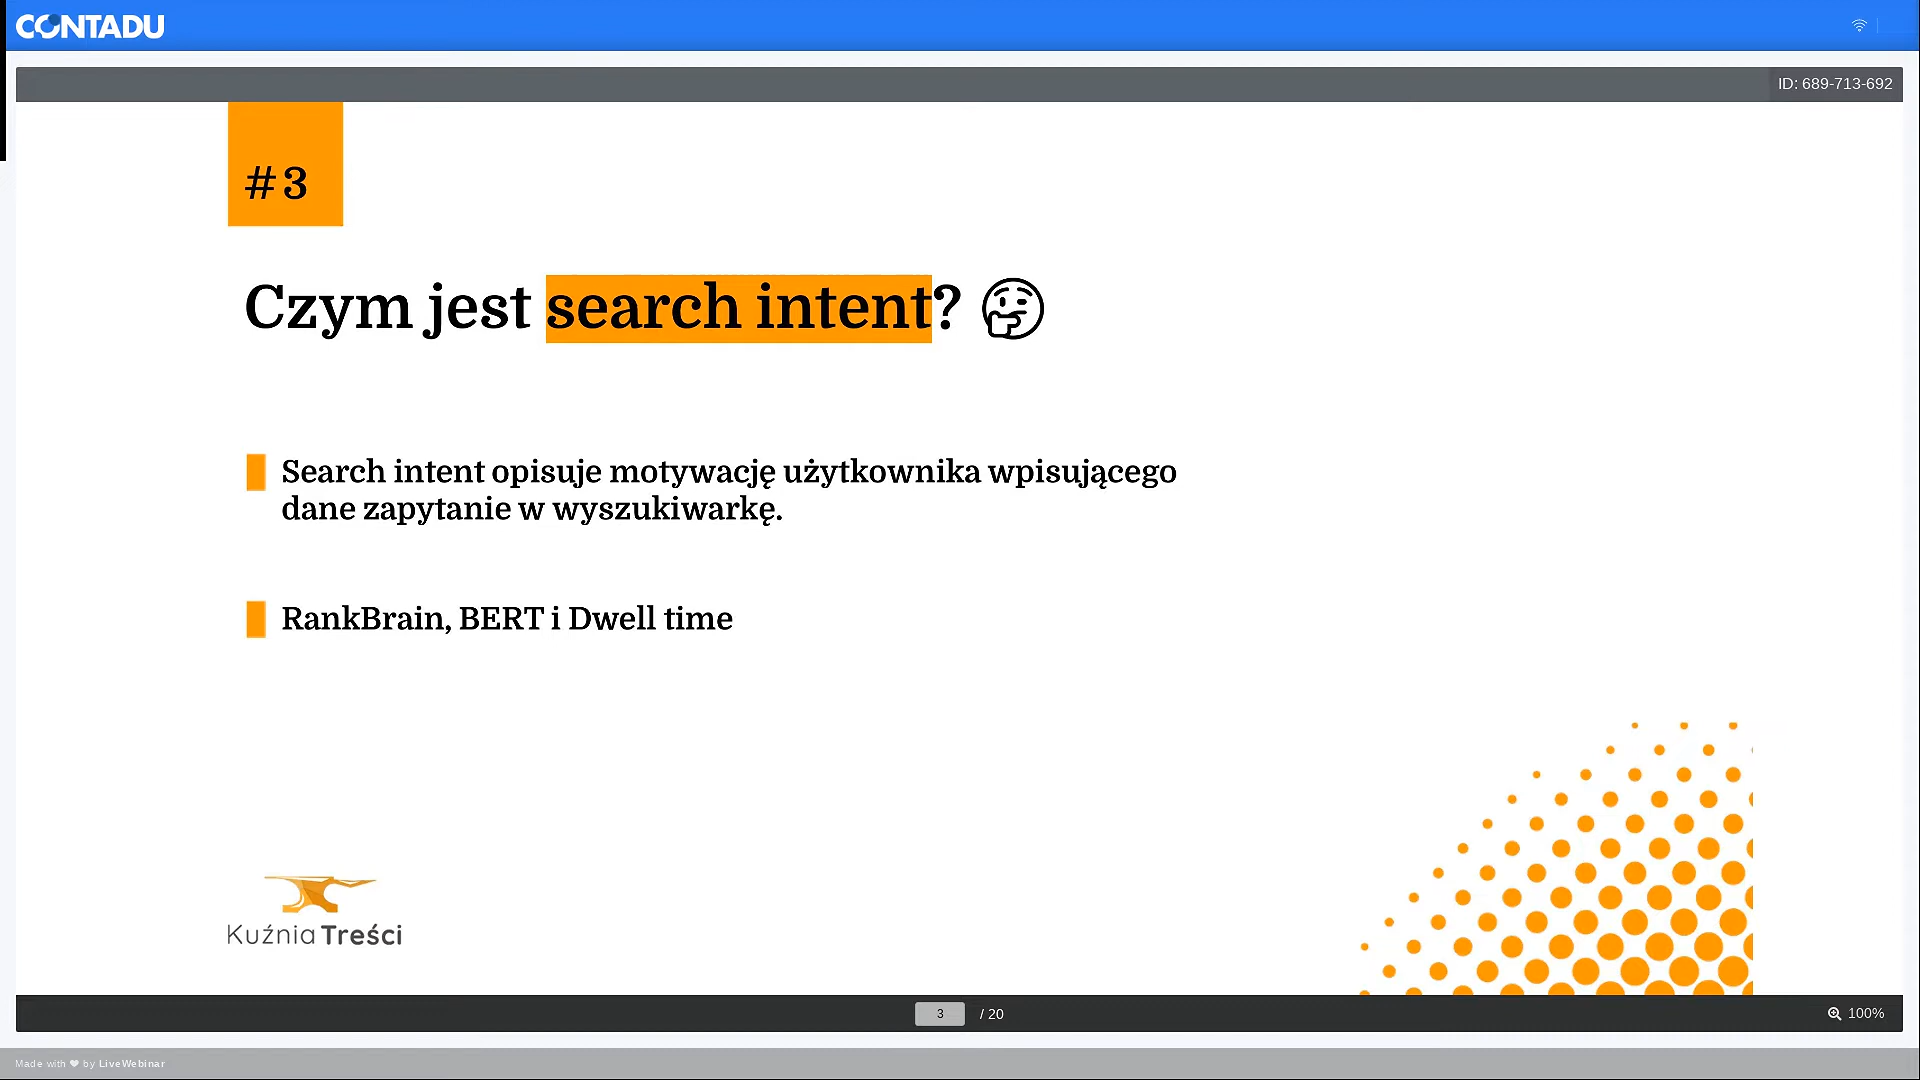 CONTADU
ID: 689-713-692
#3
Czym jest search intent? 🤔
Search intent opisuje motywację użytkownika wpisującego
dane zapytanie w wyszukiwarkę.
RankBrain, BERT i Dwell time
Kuźnia Treści
3 / 20
100%
Made with ❤ by LiveWebinar